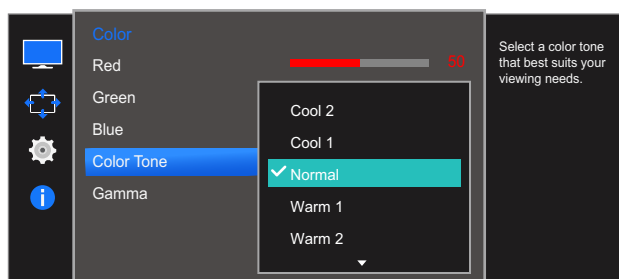 Color
Red
50
Green
Blue
Color Tone
Gamma
Cool 2
Cool 1
Normal
Warm 1
Warm 2
Select a color tone
that best suits your
viewing needs.